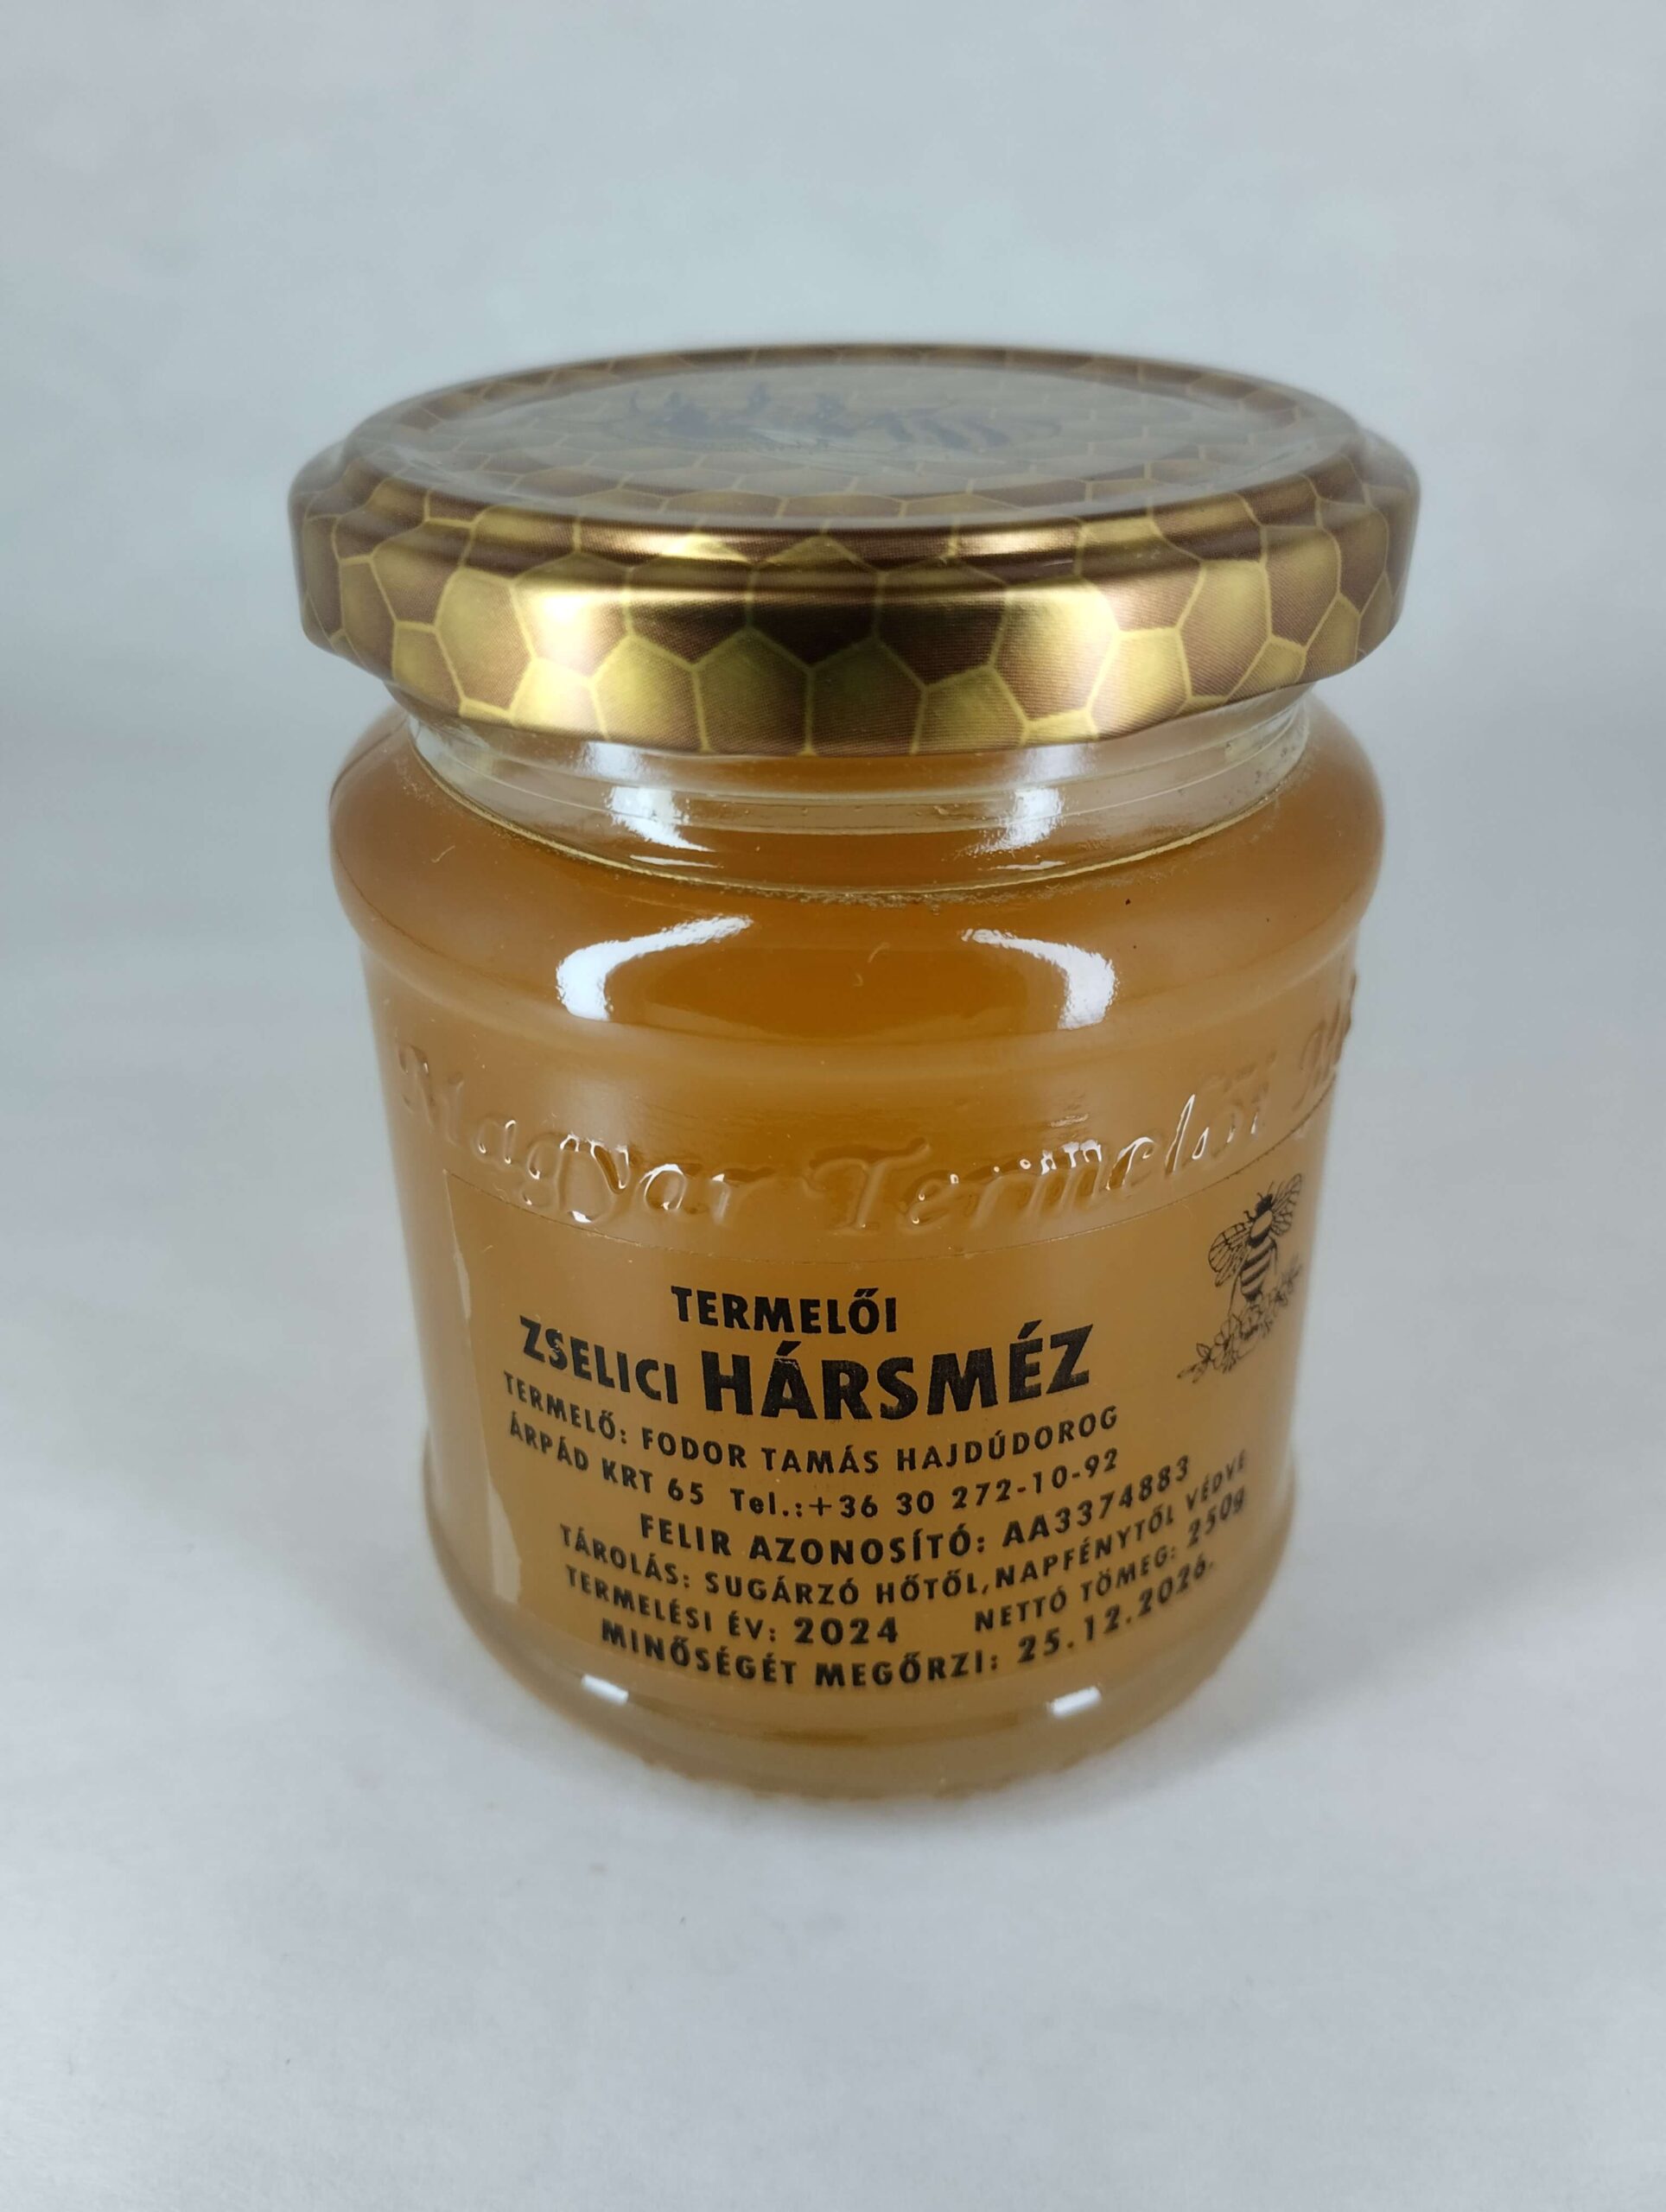 Magyar Termelői
TERMELŐI
ZSELICI HÁRSMÉZ
TERMELŐ: FODOR TAMÁS HAJDÚDOROG
ÁRPÁD KRT 65 Tel.:+36 30 272-10-92
FELIR AZONOSÍTÓ: AA3374883
TÁROLÁS: SUGÁRZÓ HŐTŐL,NAPFÉNYTŐL VÉDVE
TERMELÉSI ÉV: 2024 NETTÓ TÖMEG: 250g
MINŐSÉGÉT MEGŐRZI: 25.12.2026.